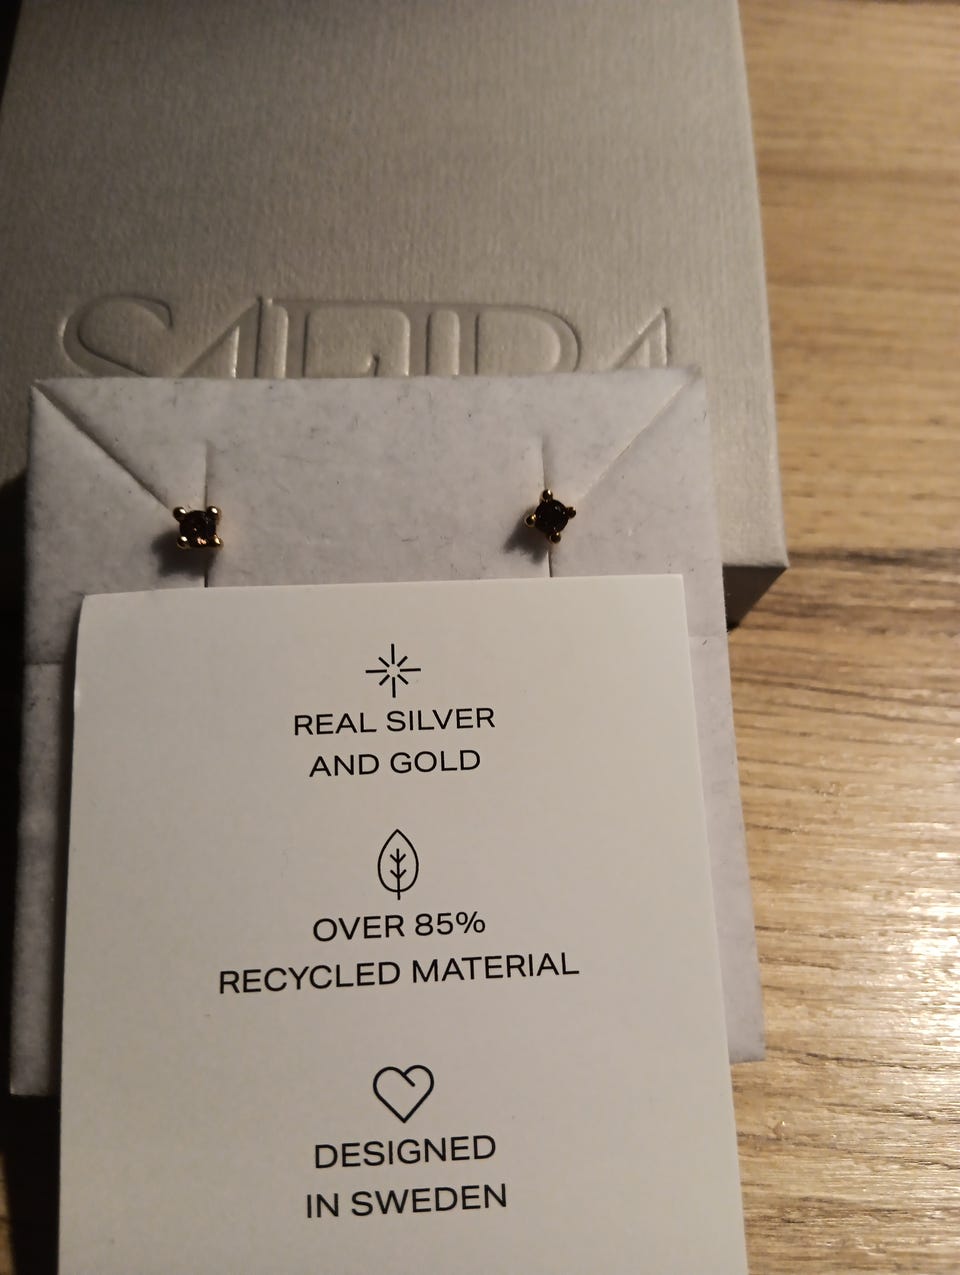 REAL SILVER
AND GOLD
OVER 85%
RECYCLED MATERIAL
DESIGNED
IN SWEDEN